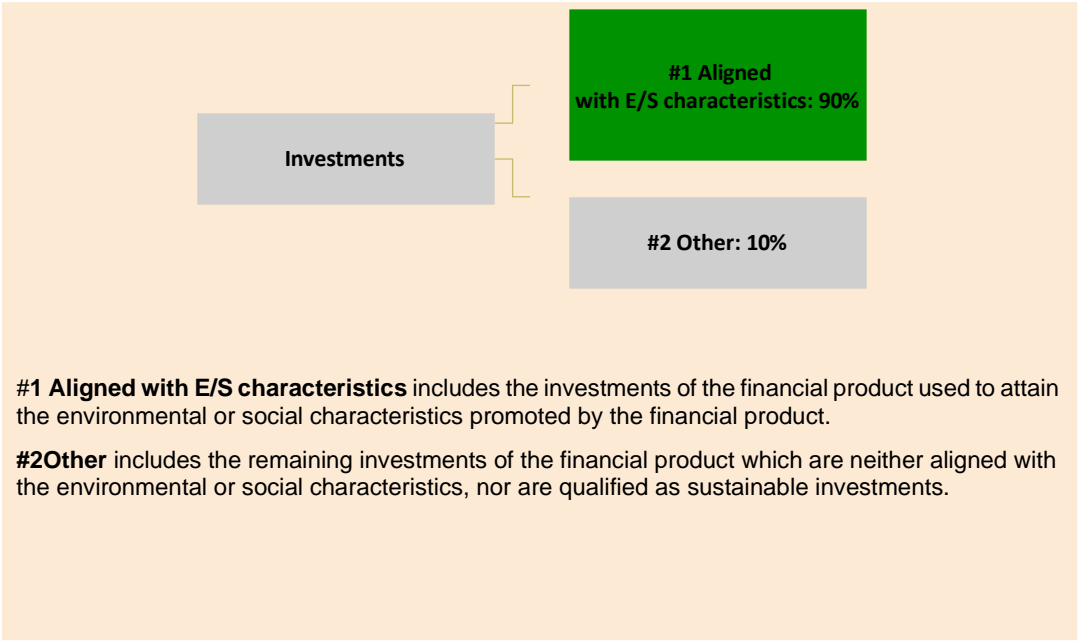 #1 Aligned
with E/S characteristics: 90%
Investments
#2 Other: 10%
#1 Aligned with E/S characteristics includes the investments of the financial product used to attain
the environmental or social characteristics promoted by the financial product.
#2Other includes the remaining investments of the financial product which are neither aligned with
the environmental or social characteristics, nor are qualified as sustainable investments.